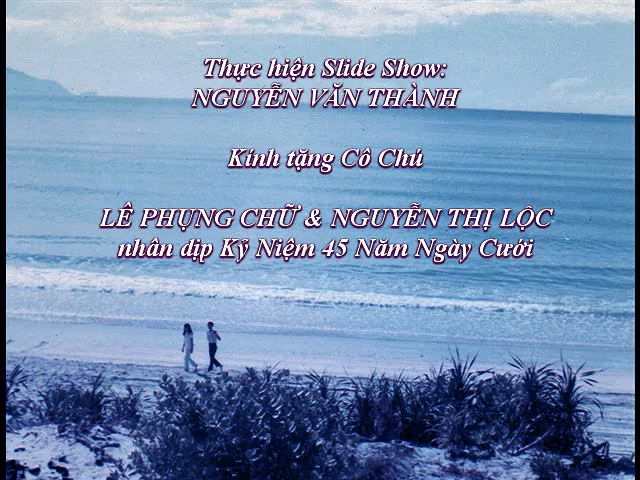 Thực hiện Slide Show:
NGUYỄN VĂN THÀNH
Kính tặng Cô Chú
LÊ PHỤNG CHỮ & NGUYỄN THỊ LỘC
nhân dịp Kỷ Niệm 45 Năm Ngày Cưới